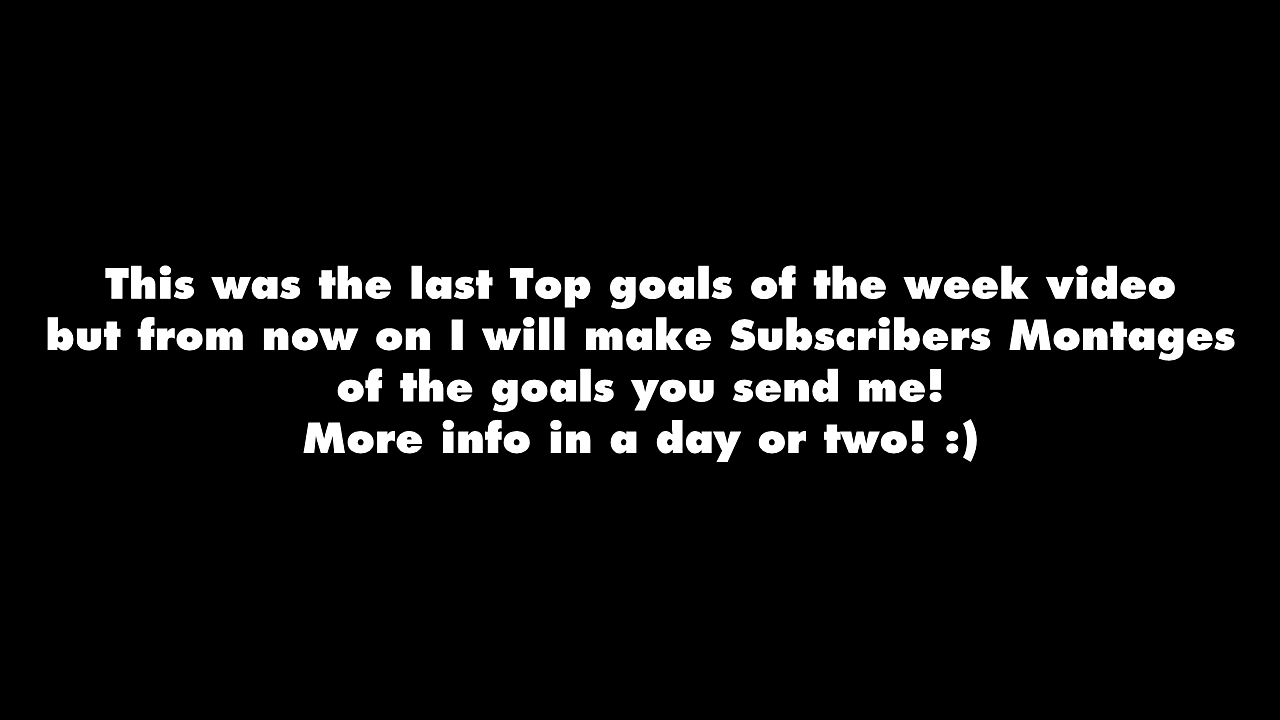 This was the last Top goals of the week video
but from now on I will make Subscribers Montages
of the goals you send me!
More info in a day or two! :)